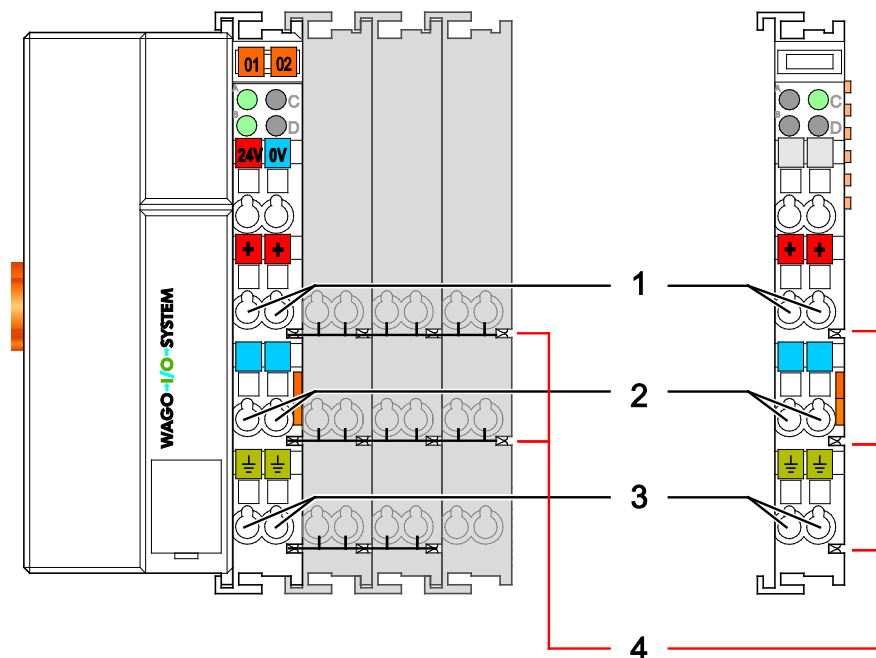 01 02
A C
B D
24V 0V
+ +
WAGO→I/O→SYSTEM
A C
B D
+ +
1
2
3
4